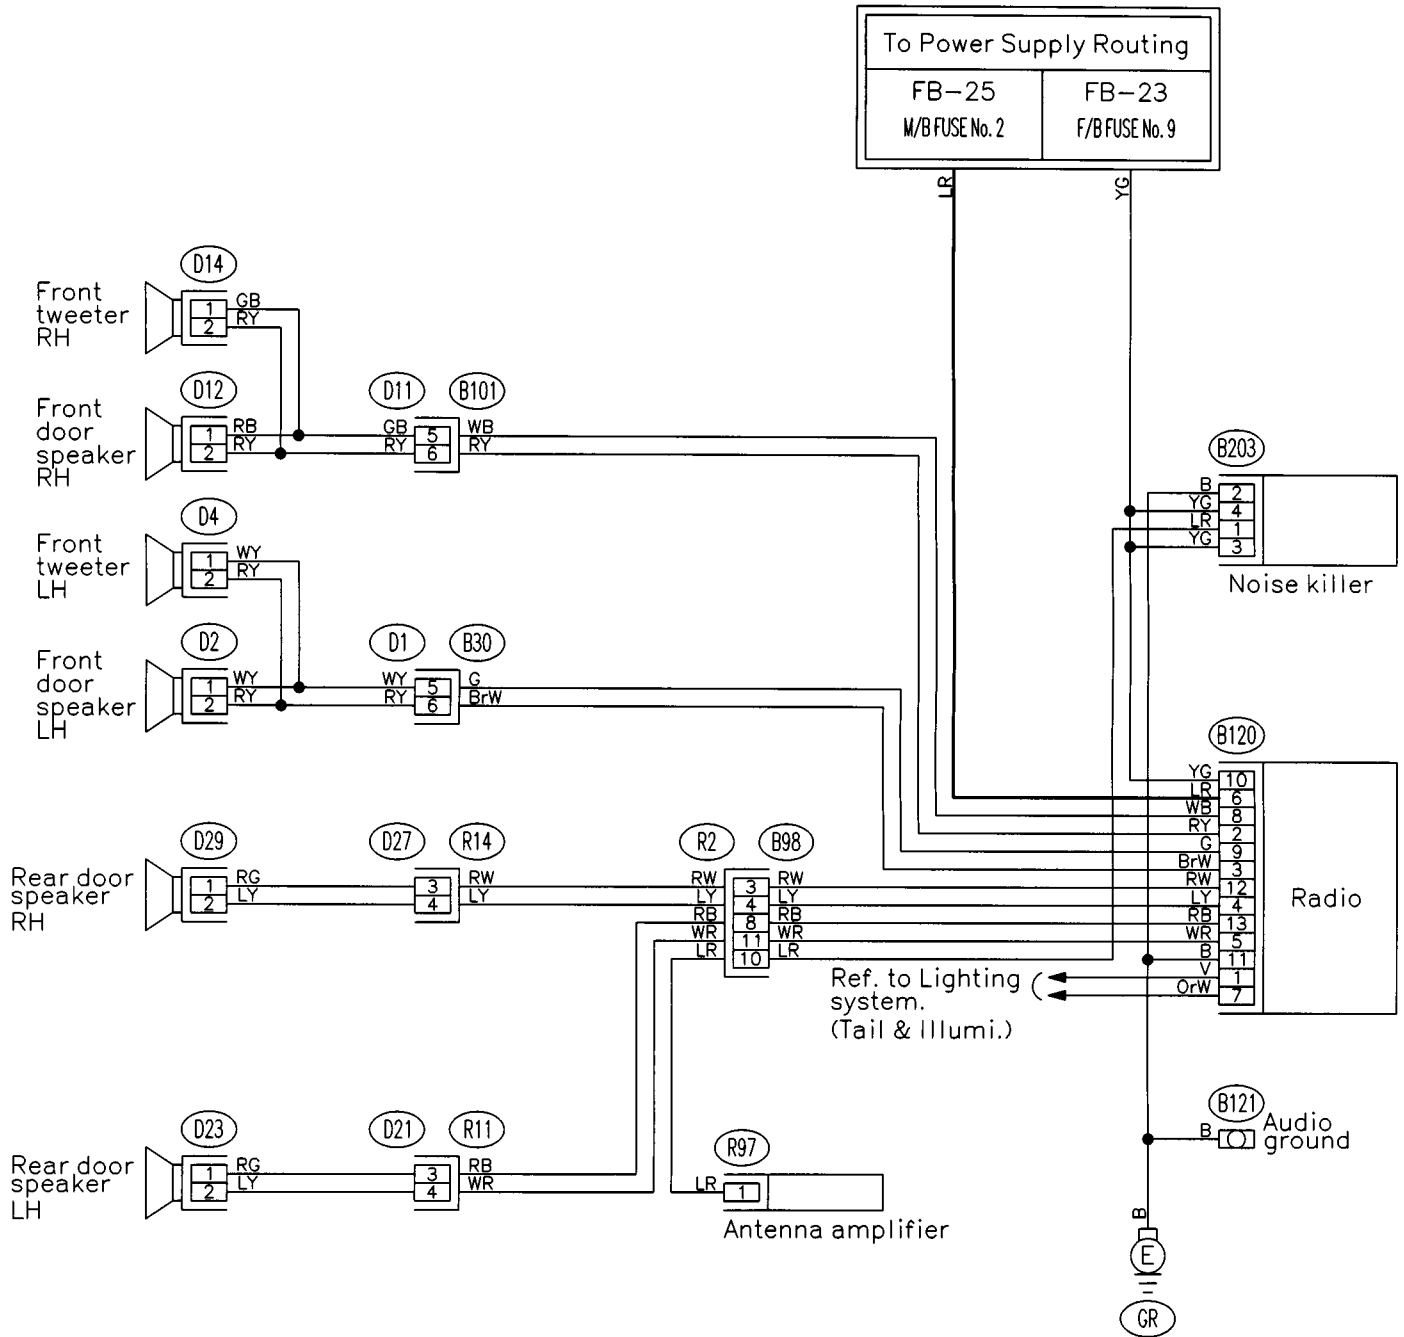 To Power Supply Routing
FB-25
M/B FUSE No. 2
FB-23
F/B FUSE No. 9
LR
YG
D14
Front
tweeter
RH
1
2
GB
RY
D12
Front
door
speaker
RH
1
2
RB
RY
D11
B101
GB
RY
5
6
WB
RY
D4
Front
tweeter
LH
1
2
WY
RY
D2
Front
door
speaker
LH
1
2
WY
RY
D1
B30
WY
RY
5
6
G
BrW
B203
B
YG
LR
YG
2
4
1
3
Noise killer
B120
YG
LR
WB
RY
G
BrW
RW
LY
RB
WR
B
V
OrW
10
6
8
2
9
3
12
4
13
5
11
1
7
Radio
D29
Rear door
speaker
RH
1
2
RG
LY
D27
R14
3
4
RW
LY
R2
B98
RW
LY
RB
WR
LR
3
4
8
11
10
RW
LY
RB
WR
LR
Ref. to Lighting
system.
(Tail & Illumi.)
D23
Rear door
speaker
LH
1
2
RG
LY
D21
R11
3
4
RB
WR
R97
LR
1
Antenna amplifier
B121
B
Audio
ground
B
E
GR